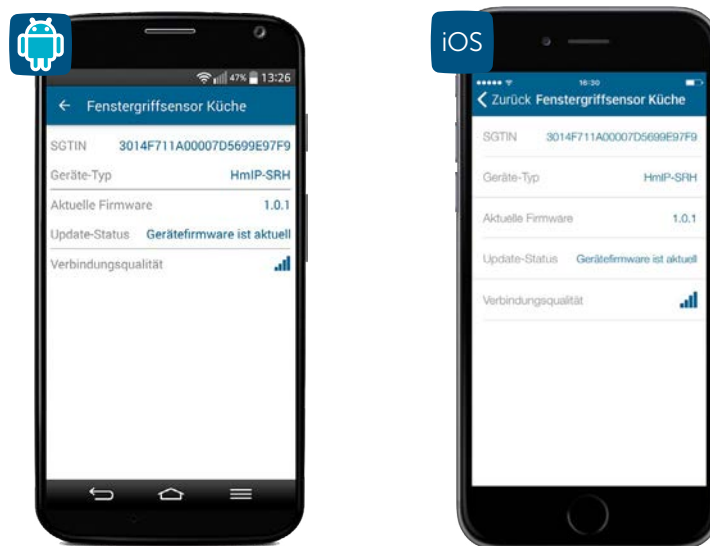 iOS
47% 13:26
Fenstergriffsensor Küche
SGTIN 3014F711A00007D5699E97F9
Geräte-Typ HmIP-SRH
Aktuelle Firmware 1.0.1
Update-Status Gerätefirmware ist aktuell
Verbindungsqualität
16:30
Zurück Fenstergriffsensor Küche
SGTIN 3014F711A00007D5699E97F9
Geräte-Typ HmIP-SRH
Aktuelle Firmware 1.0.1
Update-Status Gerätefirmware ist aktuell
Verbindungsqualität